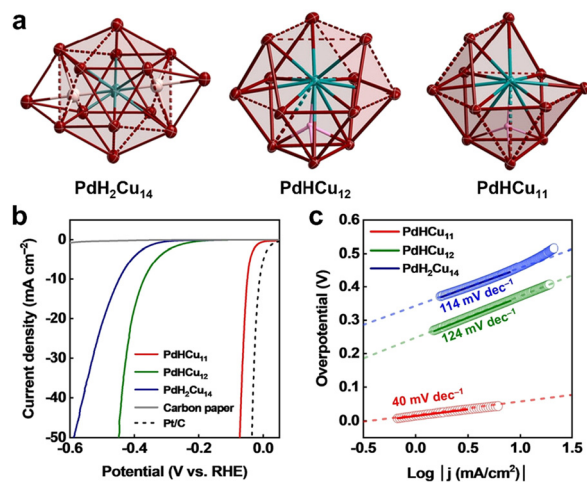 a
PdH₂Cu₁₄
PdHCu₁₂
PdHCu₁₁
b
Current density (mA cm⁻²)
0
-10
-20
-30
-40
-50
PdHCu₁₁
PdHCu₁₂
PdH₂Cu₁₄
Carbon paper
Pt/C
-0.6
-0.4
-0.2
0.0
Potential (V vs. RHE)
c
Overpotential (V)
0.6
0.5
0.4
0.3
0.2
0.1
0.0
PdHCu₁₁
PdHCu₁₂
PdH₂Cu₁₄
114 mV dec⁻¹
124 mV dec⁻¹
40 mV dec⁻¹
-0.5
0.0
0.5
1.0
1.5
Log |j (mA/cm²)|